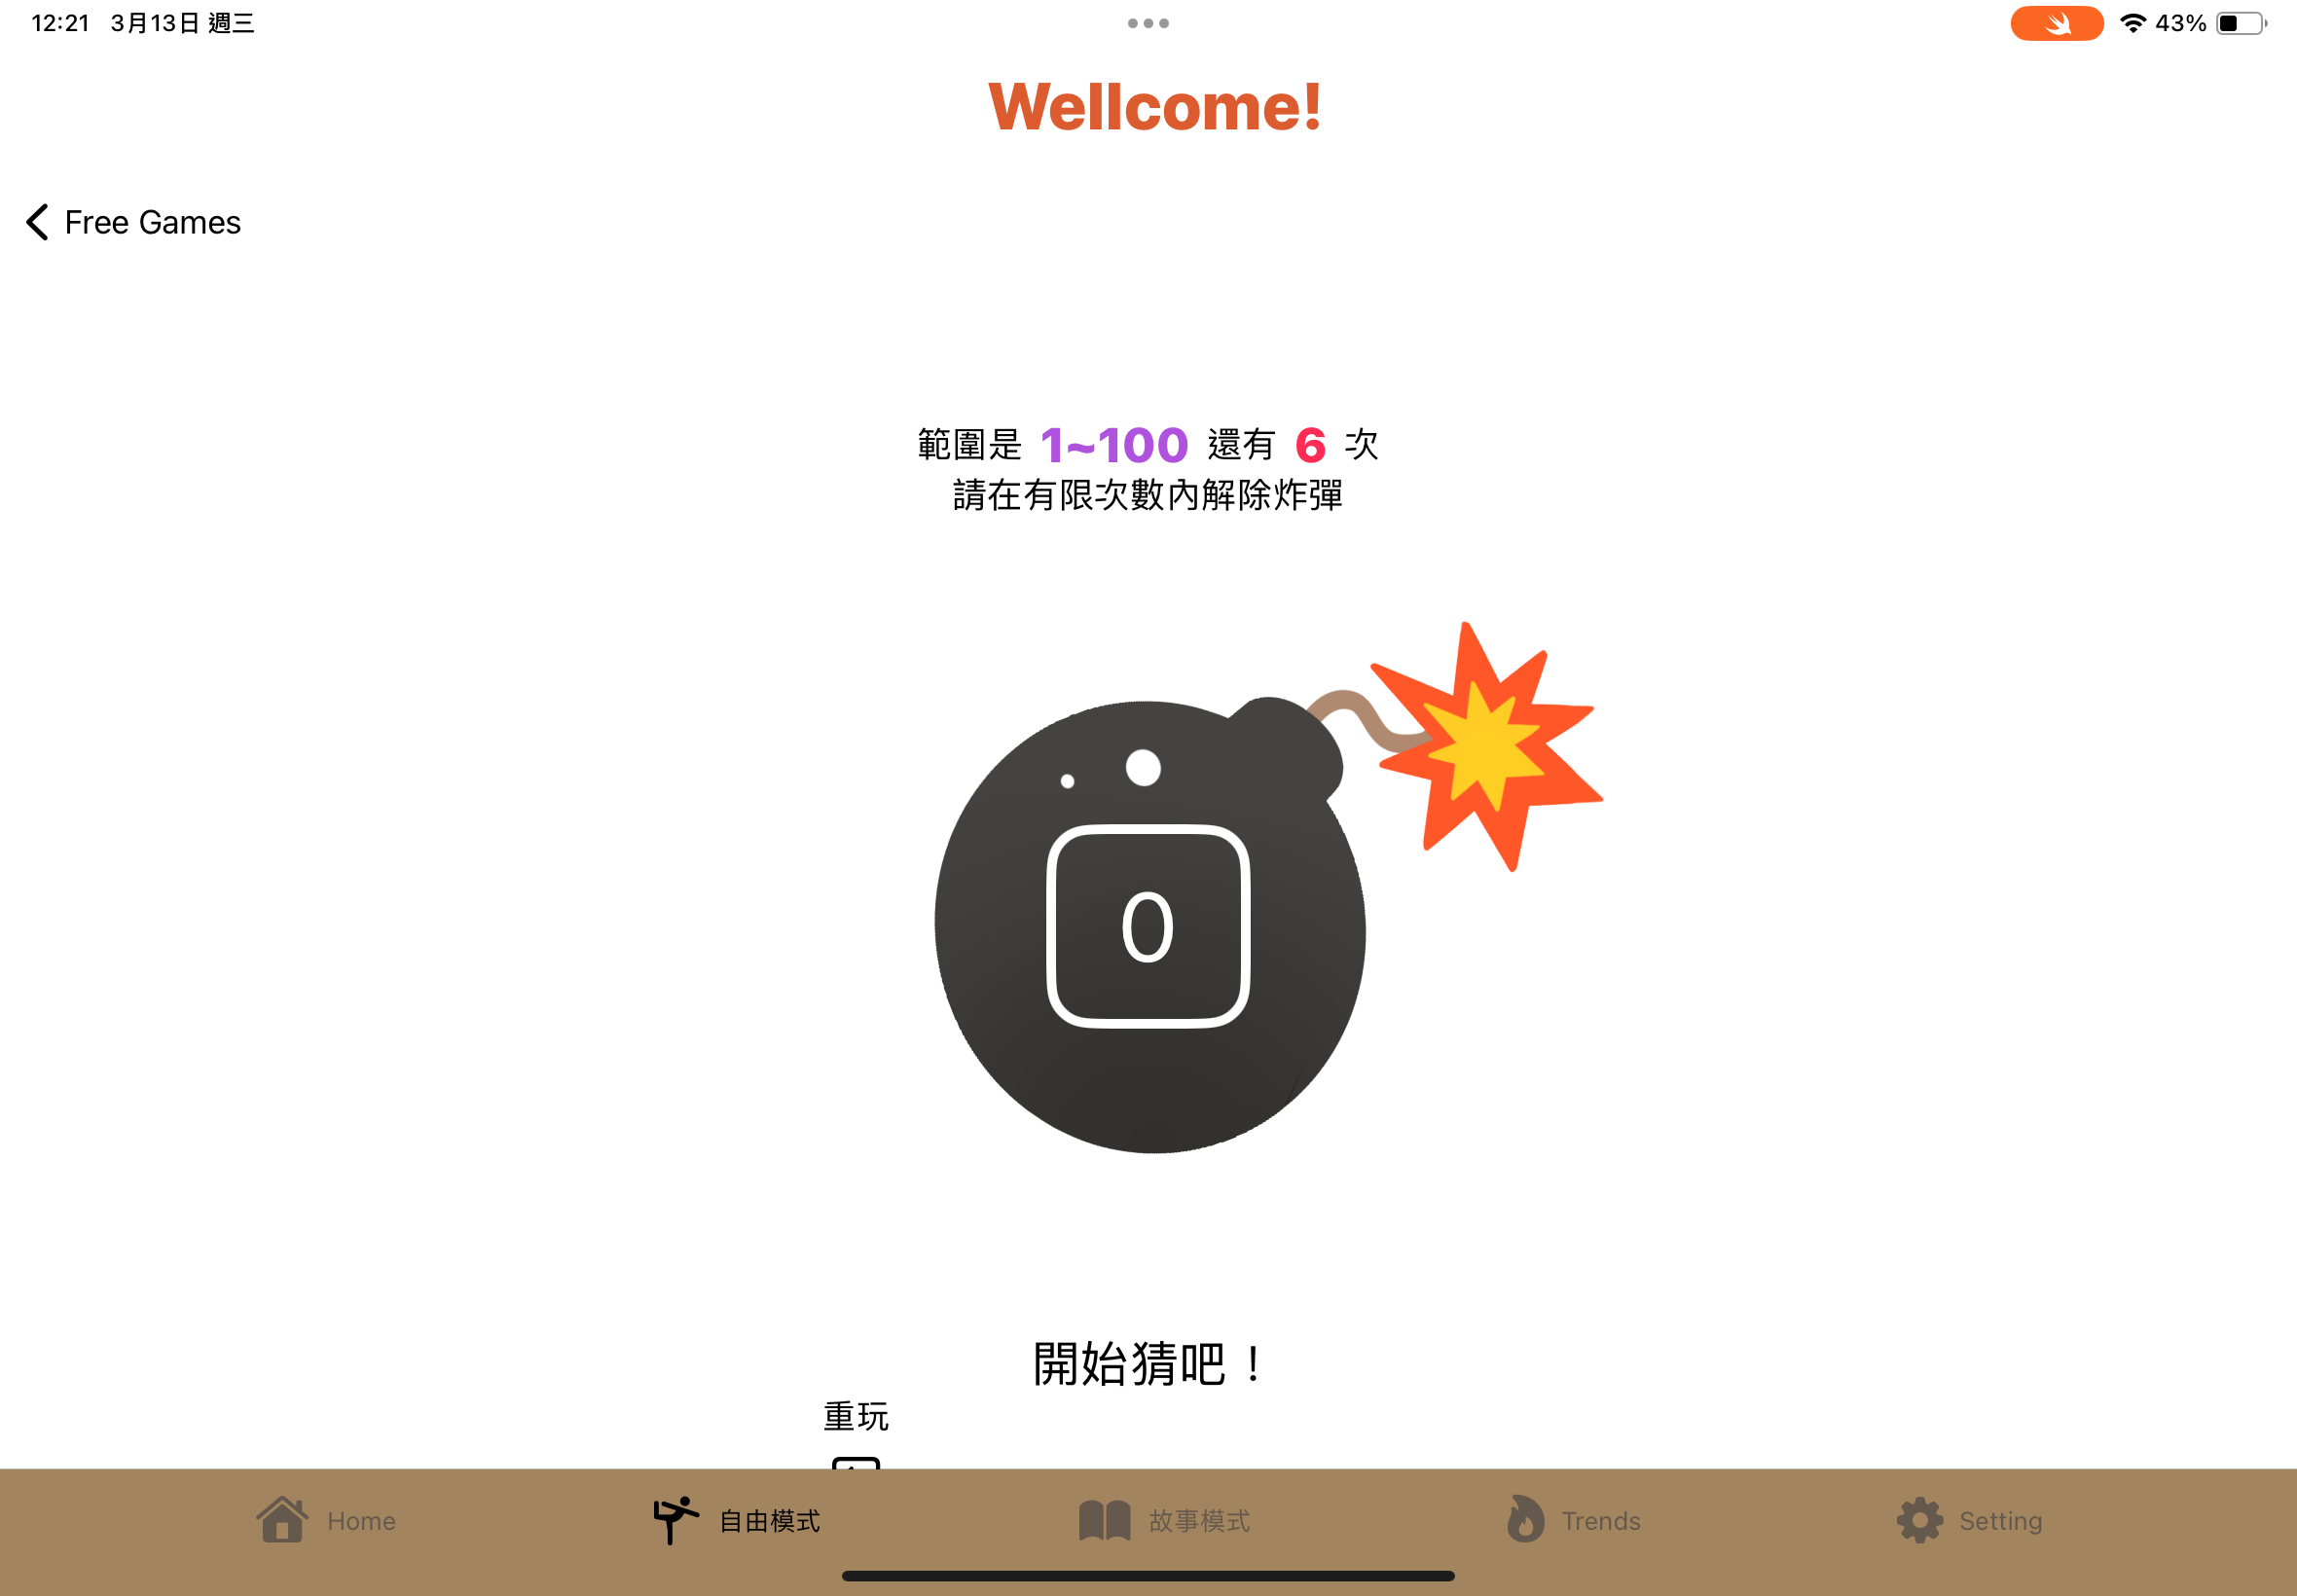 12:21 3月13日 週三
43%
Wellcome!
Free Games
範圍是 1~100 還有 6 次
請在有限次數內解除炸彈
0
開始猜吧！
重玩
Home 自由模式 故事模式 Trends Setting